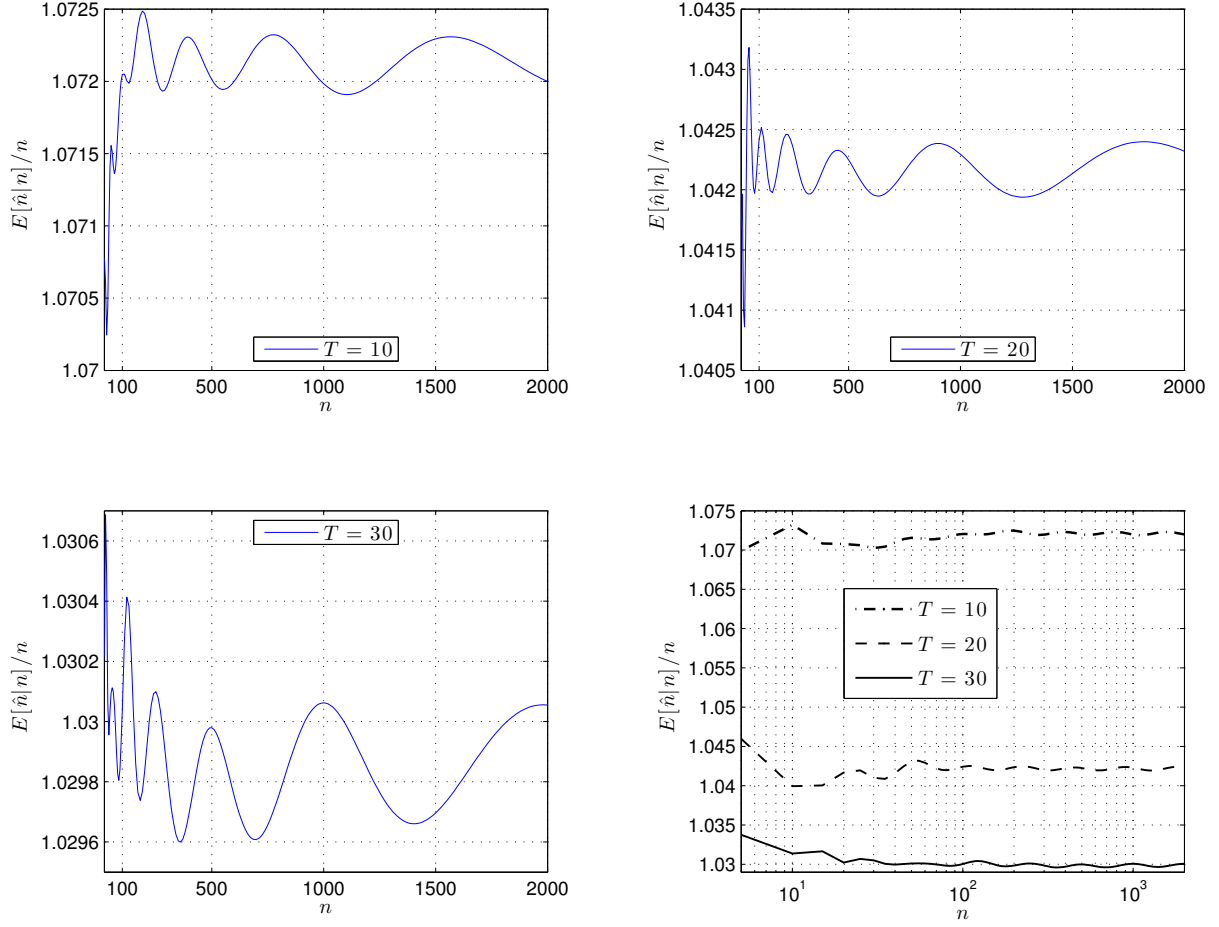 1.0725
1.072
1.0715
1.071
1.0705
1.07
E[n̂|n]/n
T = 10
100 500 1000 1500 2000
n
1.0435
1.043
1.0425
1.042
1.0415
1.041
1.0405
E[n̂|n]/n
T = 20
100 500 1000 1500 2000
n
1.0306
1.0304
1.0302
1.03
1.0298
1.0296
E[n̂|n]/n
T = 30
100 500 1000 1500 2000
n
1.075
1.07
1.065
1.06
1.055
1.05
1.045
1.04
1.035
1.03
E[n̂|n]/n
T = 10
T = 20
T = 30
10¹ 10² 10³
n